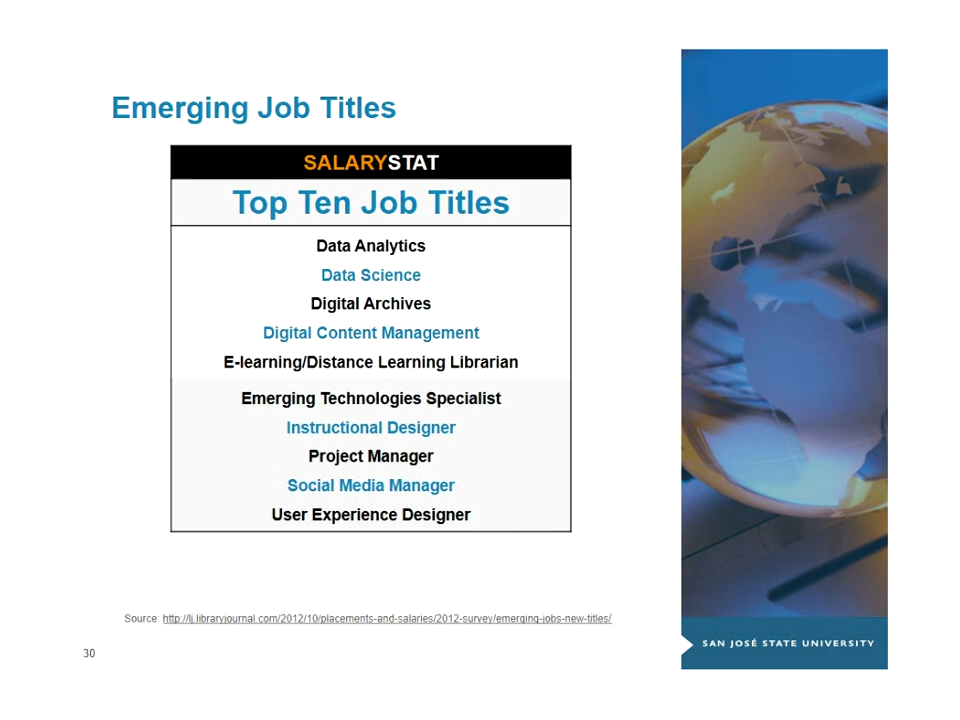 Emerging Job Titles
SALARYSTAT
Top Ten Job Titles
Data Analytics
Data Science
Digital Archives
Digital Content Management
E-learning/Distance Learning Librarian
Emerging Technologies Specialist
Instructional Designer
Project Manager
Social Media Manager
User Experience Designer
Source: http://lj.libraryjournal.com/2012/10/placements-and-salaries/2012-survey/emerging-jobs-new-titles/
30
SAN JOSÉ STATE UNIVERSITY